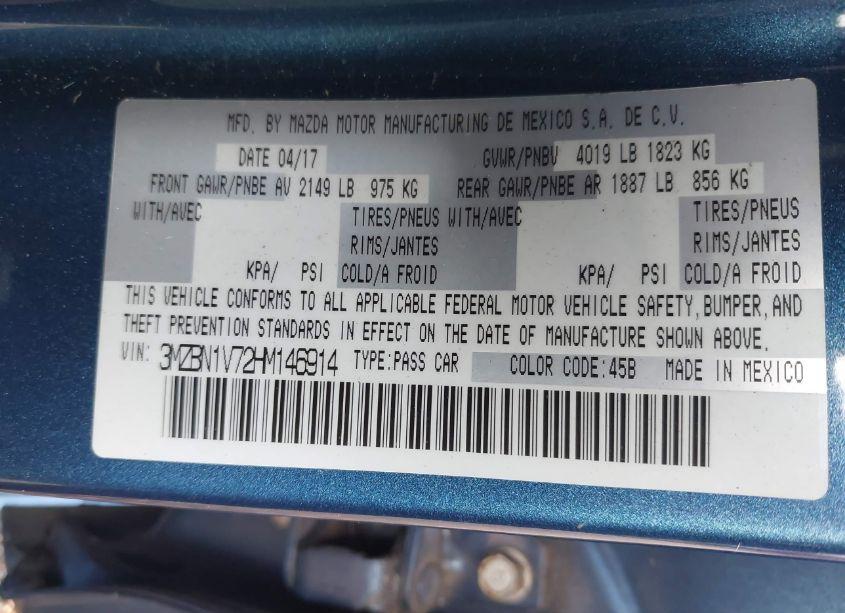 MFD. BY MAZDA MOTOR MANUFACTURING DE MEXICO S.A. DE C.V.
DATE 04/17 GVWR/PNBV 4019 LB 1823 KG
FRONT GAWR/PNBE AV 2149 LB 975 KG REAR GAWR/PNBE AR 1887 LB 856 KG
WITH/AVEC TIRES/PNEUS WITH/AVEC TIRES/PNEUS
RIMS/JANTES RIMS/JANTES
KPA/ PSI COLD/A FROID KPA/ PSI COLD/A FROID
THIS VEHICLE CONFORMS TO ALL APPLICABLE FEDERAL MOTOR VEHICLE SAFETY, BUMPER, AND
THEFT PREVENTION STANDARDS IN EFFECT ON THE DATE OF MANUFACTURE SHOWN ABOVE.
VIN: 3MZBN1V72HM146914 TYPE:PASS CAR COLOR CODE:45B MADE IN MEXICO